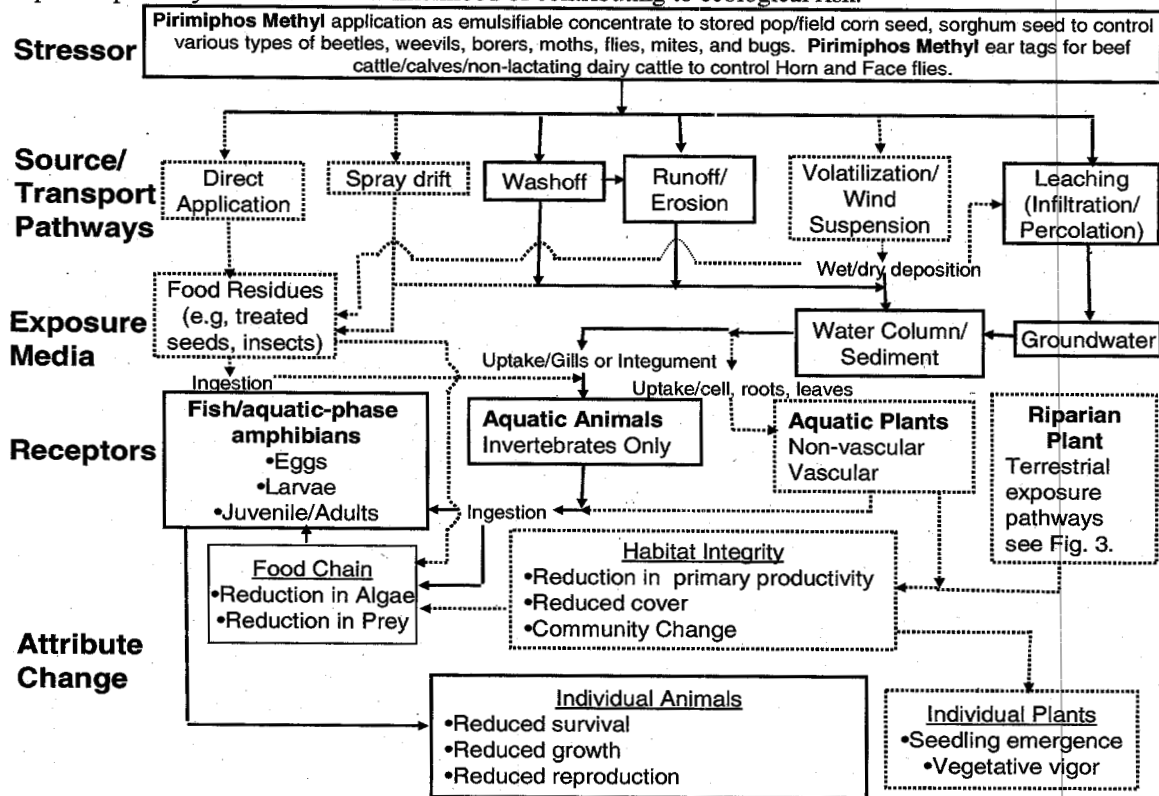 Stressor
Pirimiphos Methyl application as emulsifiable concentrate to stored pop/field corn seed, sorghum seed to control
various types of beetles, weevils, borers, moths, flies, mites, and bugs. Pirimiphos Methyl ear tags for beef
cattle/calves/non-lactating dairy cattle to control Horn and Face flies.
Source/
Transport
Pathways
Direct
Application
Spray drift
Washoff
Runoff/
Erosion
Volatilization/
Wind
Suspension
Leaching
(Infiltration/
Percolation)
Wet/dry deposition
Exposure
Media
Food Residues
(e.g, treated
seeds, insects)
Water Column/
Sediment
Groundwater
Uptake/Gills or Integument
Ingestion
Uptake/cell, roots, leaves
Receptors
Fish/aquatic-phase
amphibians
•Eggs
•Larvae
•Juvenile/Adults
Aquatic Animals
Invertebrates Only
Aquatic Plants
Non-vascular
Vascular
Riparian
Plant
Terrestrial
exposure
pathways
see Fig. 3.
Ingestion
Attribute
Change
Food Chain
•Reduction in Algae
•Reduction in Prey
Habitat Integrity
•Reduction in primary productivity
•Reduced cover
•Community Change
Individual Animals
•Reduced survival
•Reduced growth
•Reduced reproduction
Individual Plants
•Seedling emergence
•Vegetative vigor